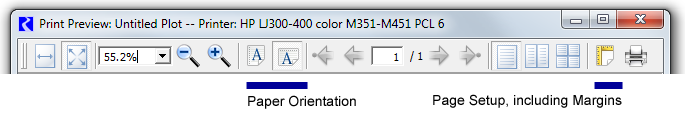 Print Preview: Untitled Plot -- Printer: HP LJ300-400 color M351-M451 PCL 6
55.2% A A 1 / 1
Paper Orientation Page Setup, including Margins